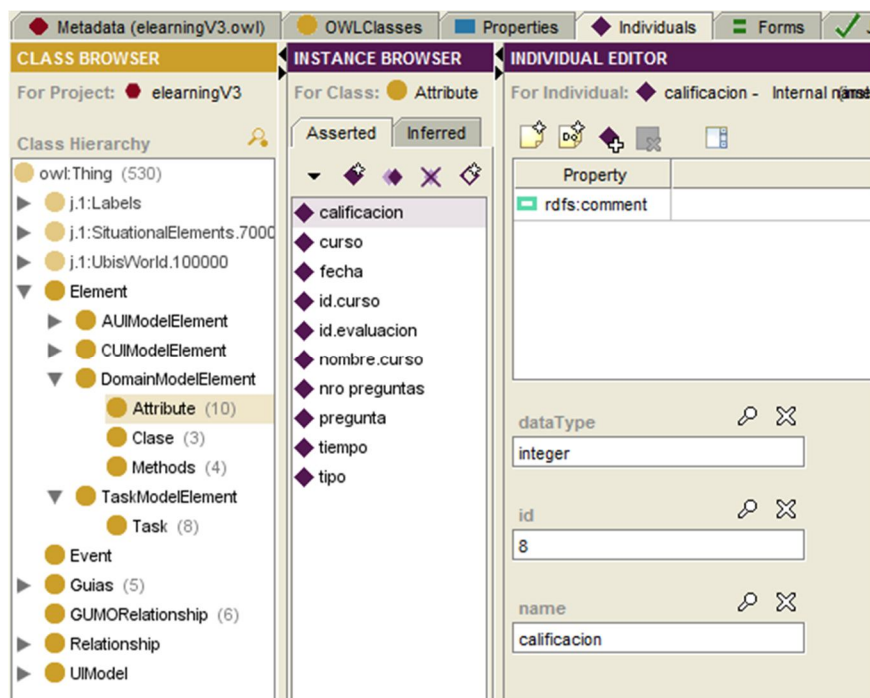 Metadata (elearningV3.owl) OWLClasses Properties Individuals Forms
CLASS BROWSER
For Project: elearningV3
Class Hierarchy
owl:Thing (530)
j.1:Labels
j.1:SituationalElements.7000
j.1:UbisWorld.100000
Element
AUIModelElement
CUIModelElement
DomainModelElement
Attribute (10)
Clase (3)
Methods (4)
TaskModelElement
Task (8)
Event
Guias (5)
GUMORelationship (6)
Relationship
UIModel
INSTANCE BROWSER
For Class: Attribute
Asserted Inferred
calificacion
curso
fecha
id.curso
id.evaluacion
nombre.curso
nro preguntas
pregunta
tiempo
tipo
INDIVIDUAL EDITOR
For Individual: calificacion - Internal
Property
rdfs:comment
dataType
integer
id
8
name
calificacion